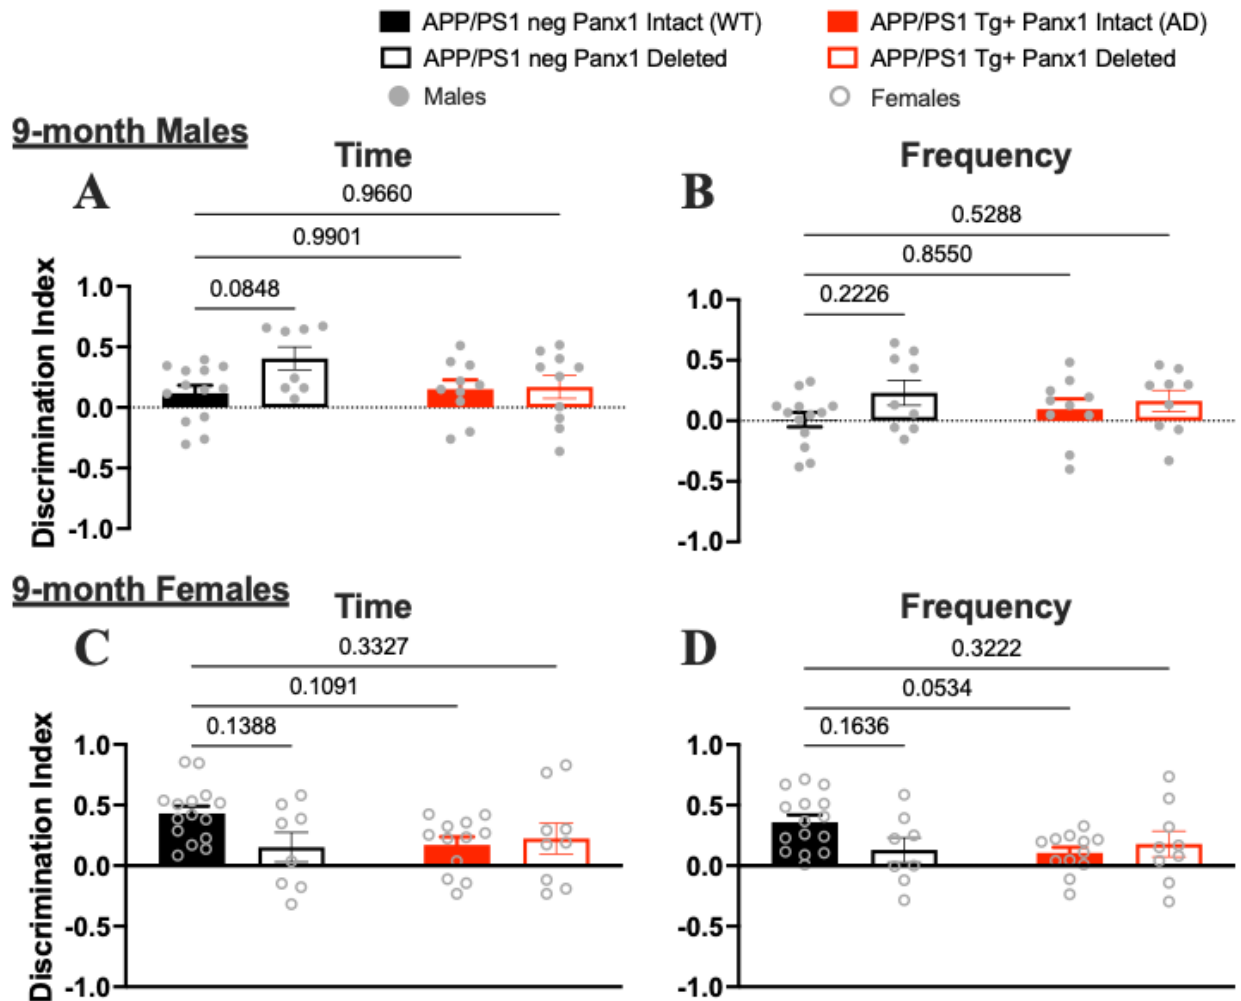 APP/PS1 neg Panx1 Intact (WT)
APP/PS1 Tg+ Panx1 Intact (AD)
APP/PS1 neg Panx1 Deleted
APP/PS1 Tg+ Panx1 Deleted
Males
Females
9-month Males
Time
Frequency
A
0.9660
0.9901
0.0848
Discrimination Index
1.0
0.5
0.0
-0.5
-1.0
B
0.5288
0.8550
0.2226
1.0
0.5
0.0
-0.5
-1.0
9-month Females
Time
Frequency
C
0.3327
0.1091
0.1388
Discrimination Index
1.0
0.5
0.0
-0.5
-1.0
D
0.3222
0.0534
0.1636
1.0
0.5
0.0
-0.5
-1.0